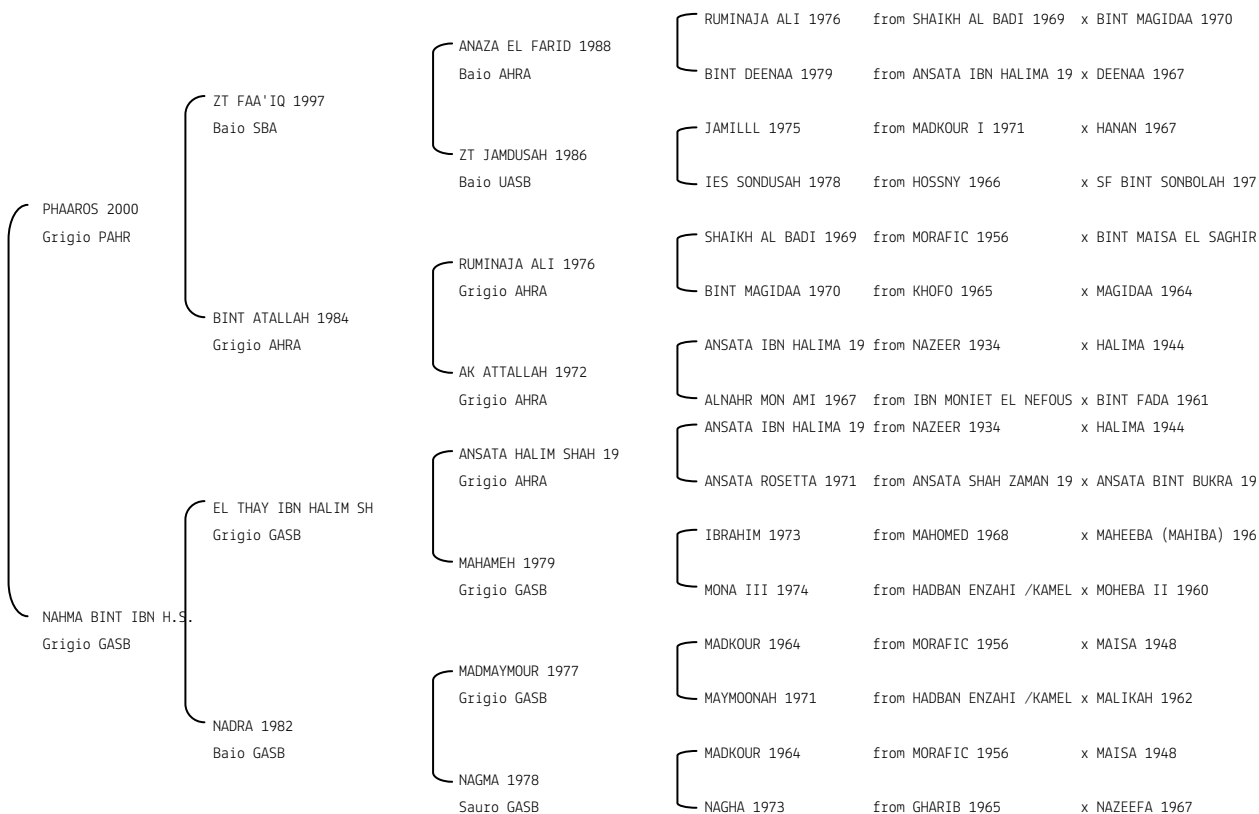 RUMINAJA ALI 1976 from SHAIKH AL BADI 1969 x BINT MAGIDAA 1970
ANAZA EL FARID 1988
Baio AHRA
BINT DEENAA 1979 from ANSATA IBN HALIMA 19 x DEENAA 1967
ZT FAA'IQ 1997
Baio SBA
JAMILLL 1975 from MADKOUR I 1971 x HANAN 1967
ZT JAMDUSAH 1986
Baio UASB
IES SONDUSAH 1978 from HOSSNY 1966 x SF BINT SONBOLAH 197
PHAAROS 2000
Grigio PAHR
SHAIKH AL BADI 1969 from MORAFIC 1956 x BINT MAISA EL SAGHIR
RUMINAJA ALI 1976
Grigio AHRA
BINT MAGIDAA 1970 from KHOFO 1965 x MAGIDAA 1964
BINT ATALLAH 1984
Grigio AHRA
ANSATA IBN HALIMA 19 from NAZEER 1934 x HALIMA 1944
AK ATTALLAH 1972
Grigio AHRA
ALNAHR MON AMI 1967 from IBN MONIET EL NEFOUS x BINT FADA 1961
ANSATA IBN HALIMA 19 from NAZEER 1934 x HALIMA 1944
ANSATA HALIM SHAH 19
Grigio AHRA
ANSATA ROSETTA 1971 from ANSATA SHAH ZAMAN 19 x ANSATA BINT BUKRA 19
EL THAY IBN HALIM SH
Grigio GASB
IBRAHIM 1973 from MAHOMED 1968 x MAHEEBA (MAHIBA) 196
MAHAMEH 1979
Grigio GASB
MONA III 1974 from HADBAN ENZAHI /KAMEL x MOHEBA II 1960
NAHMA BINT IBN H.S.
Grigio GASB
MADKOUR 1964 from MORAFIC 1956 x MAISA 1948
MADMAYMOUR 1977
Grigio GASB
MAYMOONAH 1971 from HADBAN ENZAHI /KAMEL x MALIKAH 1962
NADRA 1982
Baio GASB
MADKOUR 1964 from MORAFIC 1956 x MAISA 1948
NAGMA 1978
Sauro GASB
NAGHA 1973 from GHARIB 1965 x NAZEEFA 1967